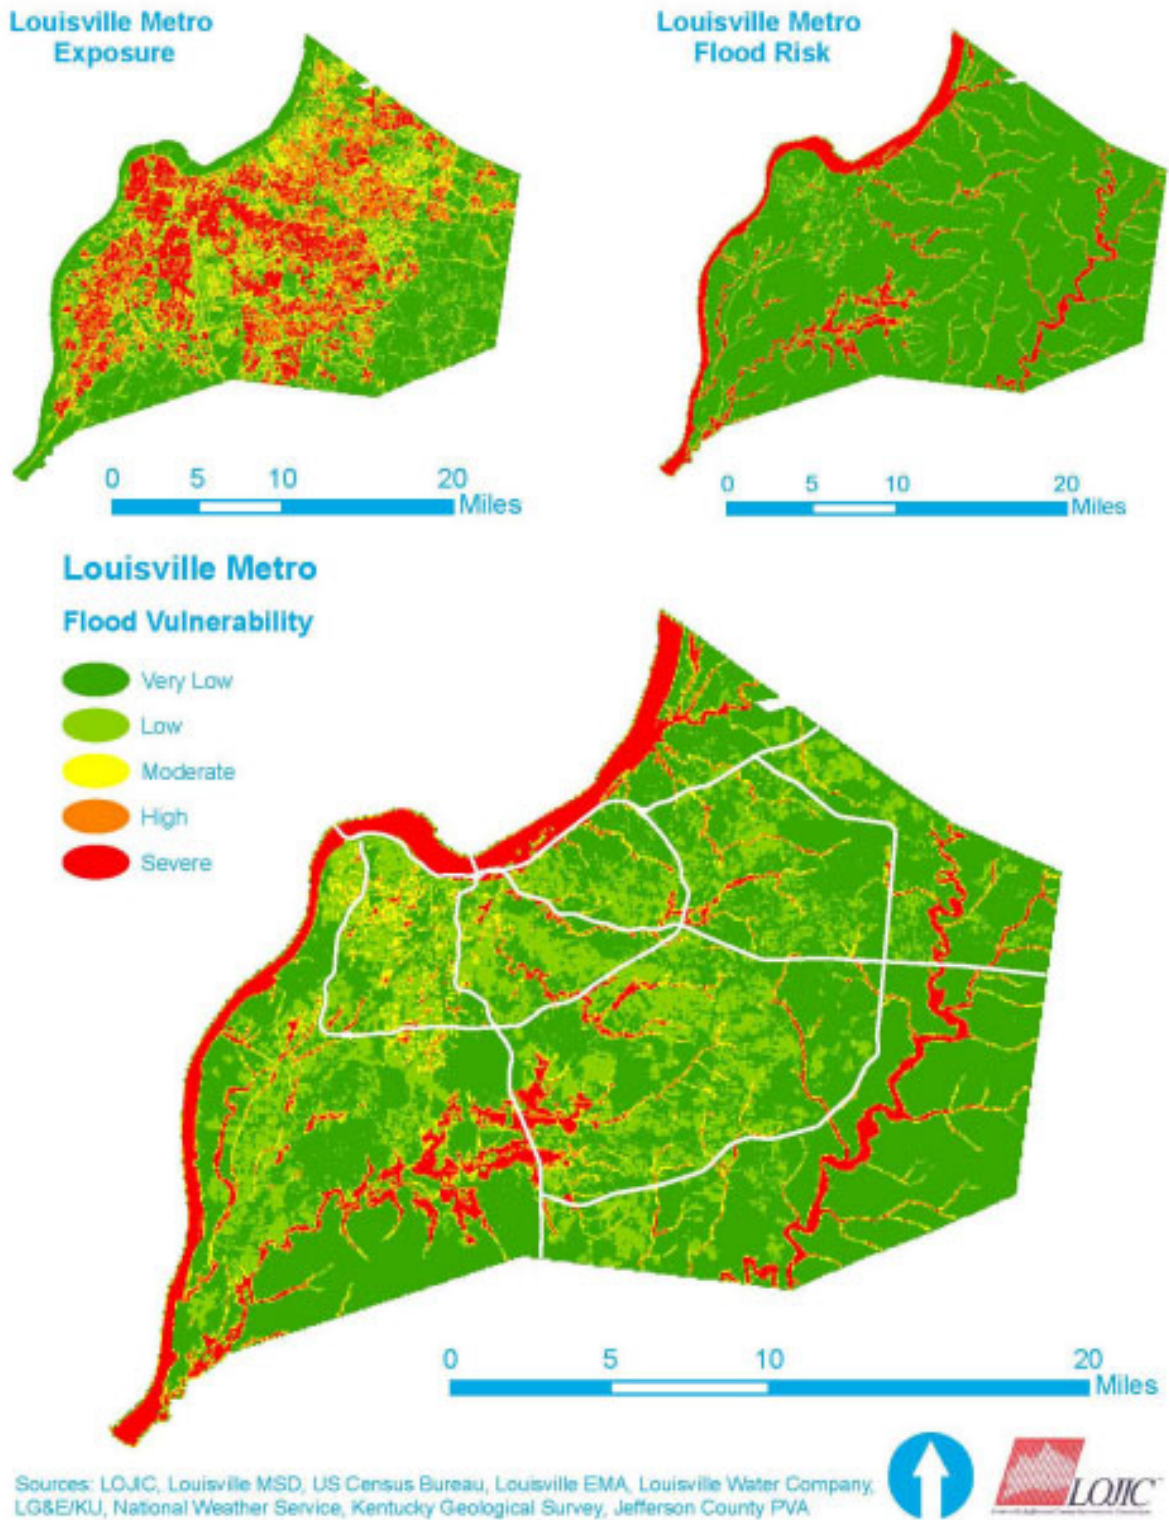 Louisville Metro
Exposure
Louisville Metro
Flood Risk
0 5 10 20
Miles
0 5 10 20
Miles
Louisville Metro
Flood Vulnerability
Very Low
Low
Moderate
High
Severe
0 5 10 20
Miles
Sources: LOJIC, Louisville MSD, US Census Bureau, Louisville EMA, Louisville Water Company,
LG&E/KU, National Weather Service, Kentucky Geological Survey, Jefferson County PVA
LOJIC